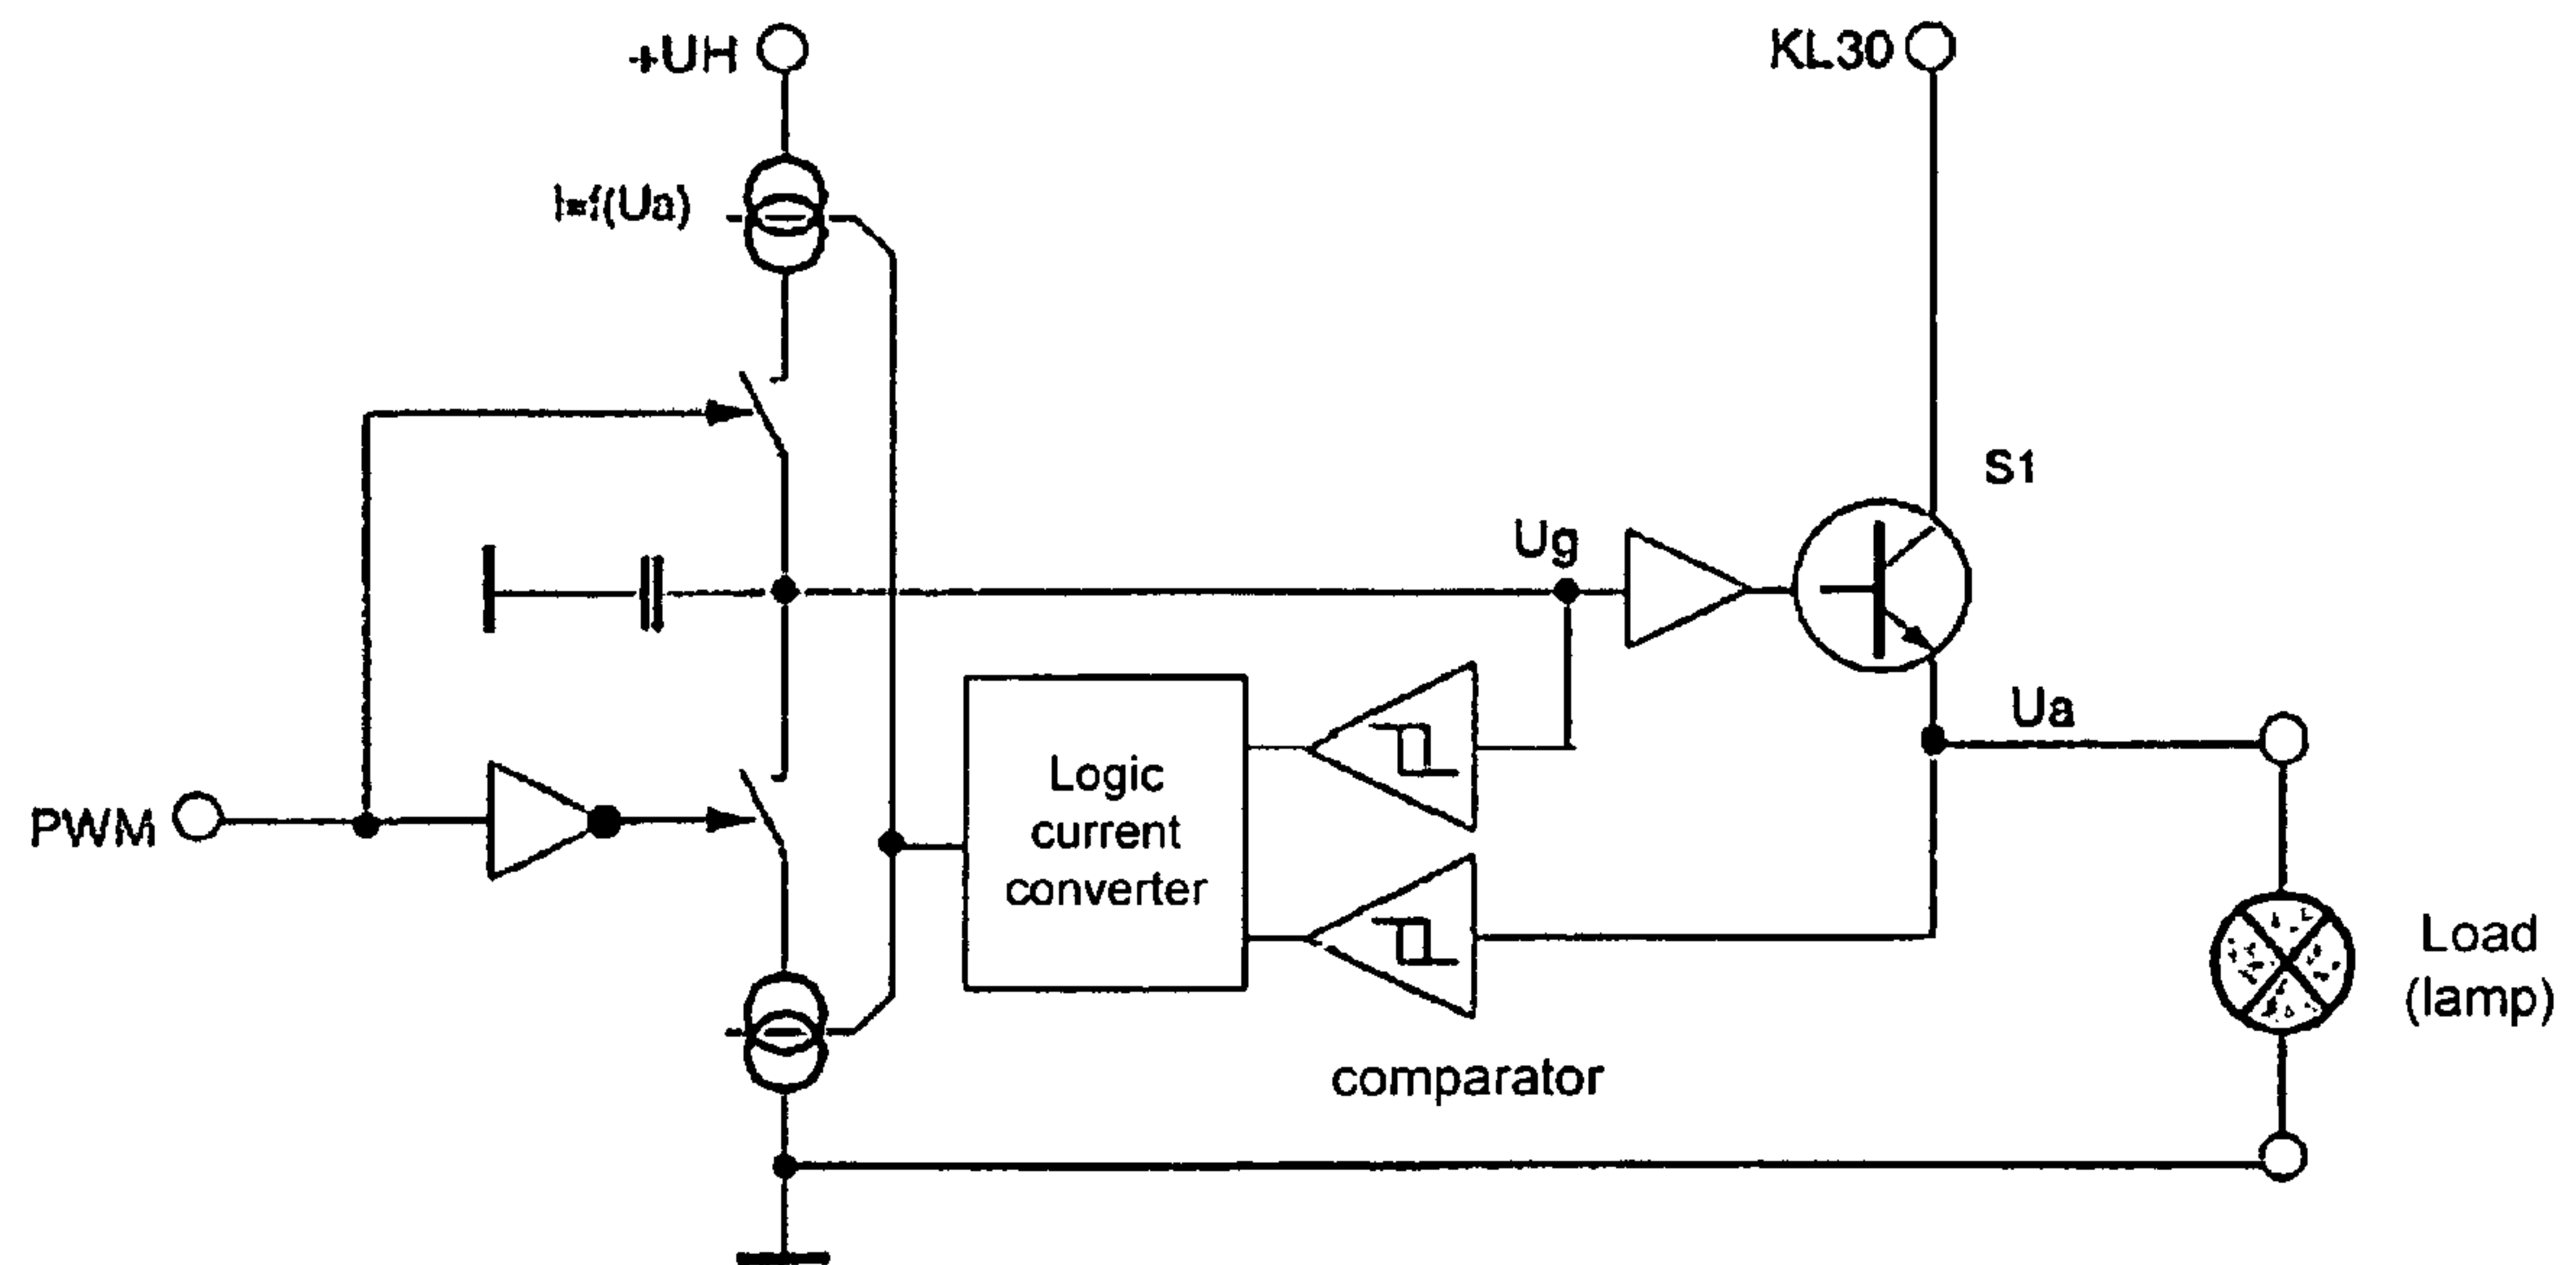 +UH
KL30
I=f(Ua)
S1
Ug
Ua
Logic
current
converter
PWM
Load
(lamp)
comparator